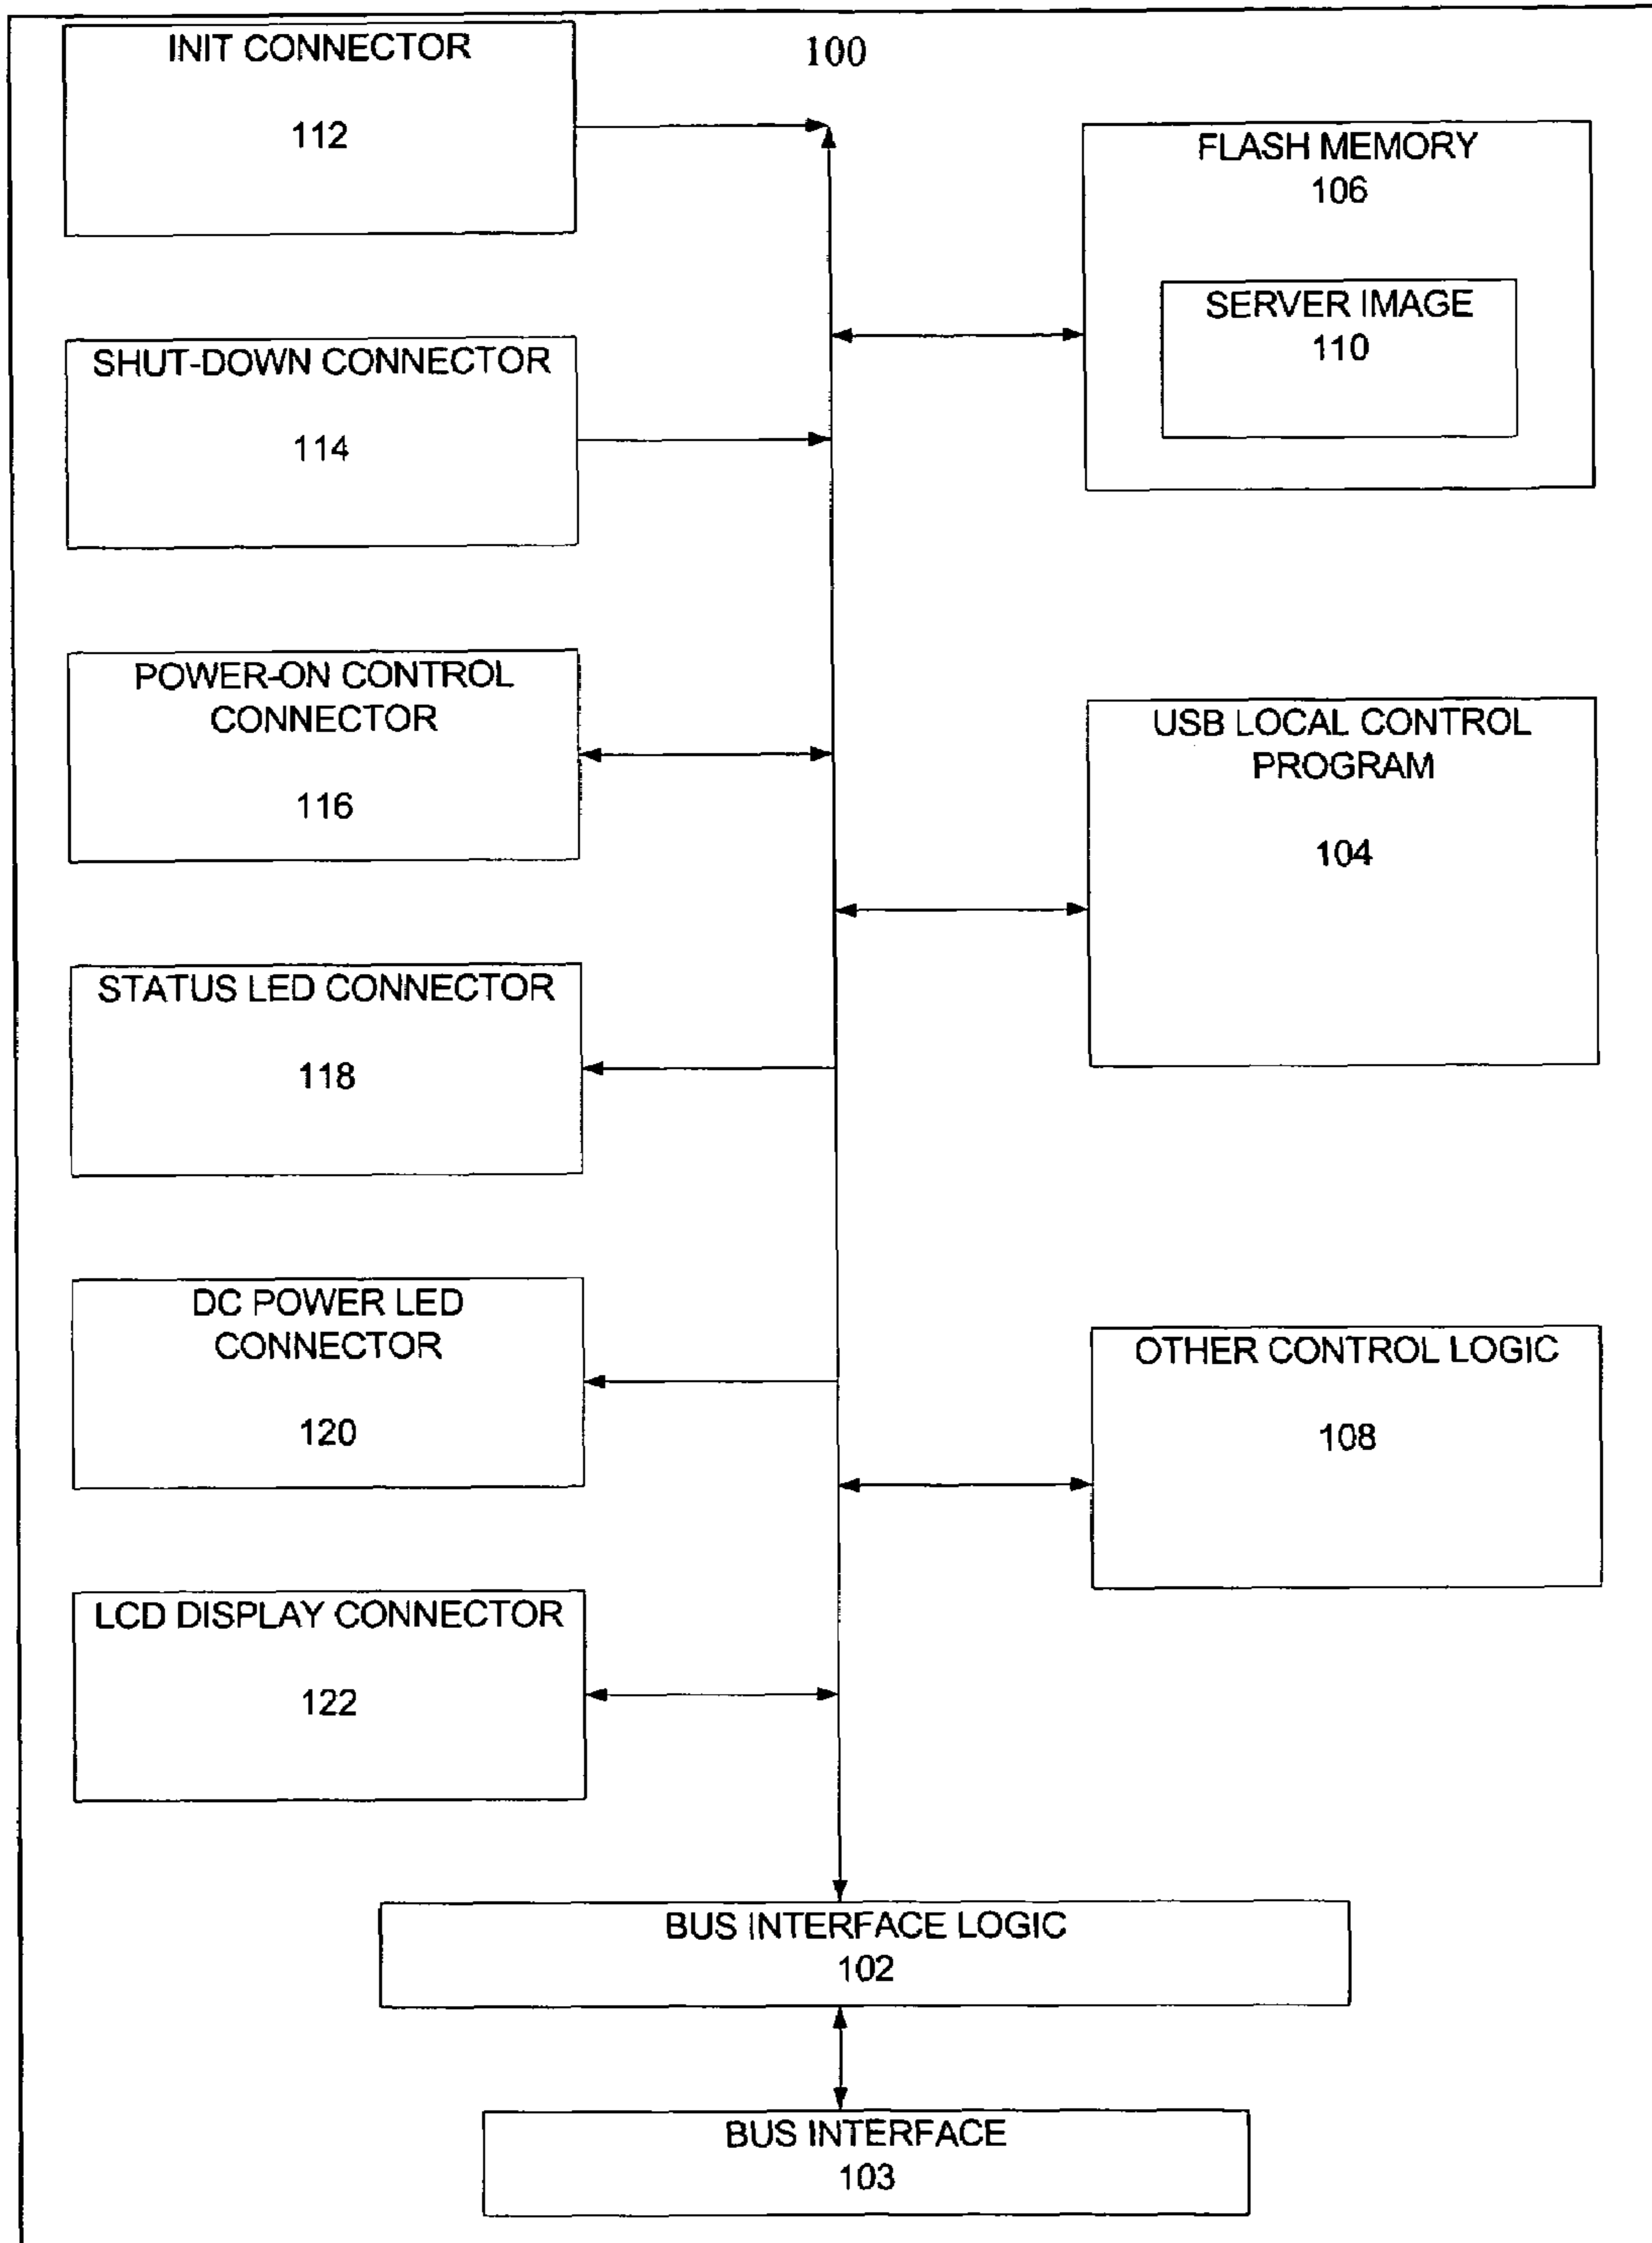 100
INIT CONNECTOR
112
SHUT-DOWN CONNECTOR
114
POWER-ON CONTROL
CONNECTOR
116
STATUS LED CONNECTOR
118
DC POWER LED
CONNECTOR
120
LCD DISPLAY CONNECTOR
122
FLASH MEMORY
106
SERVER IMAGE
110
USB LOCAL CONTROL
PROGRAM
104
OTHER CONTROL LOGIC
108
BUS INTERFACE LOGIC
102
BUS INTERFACE
103